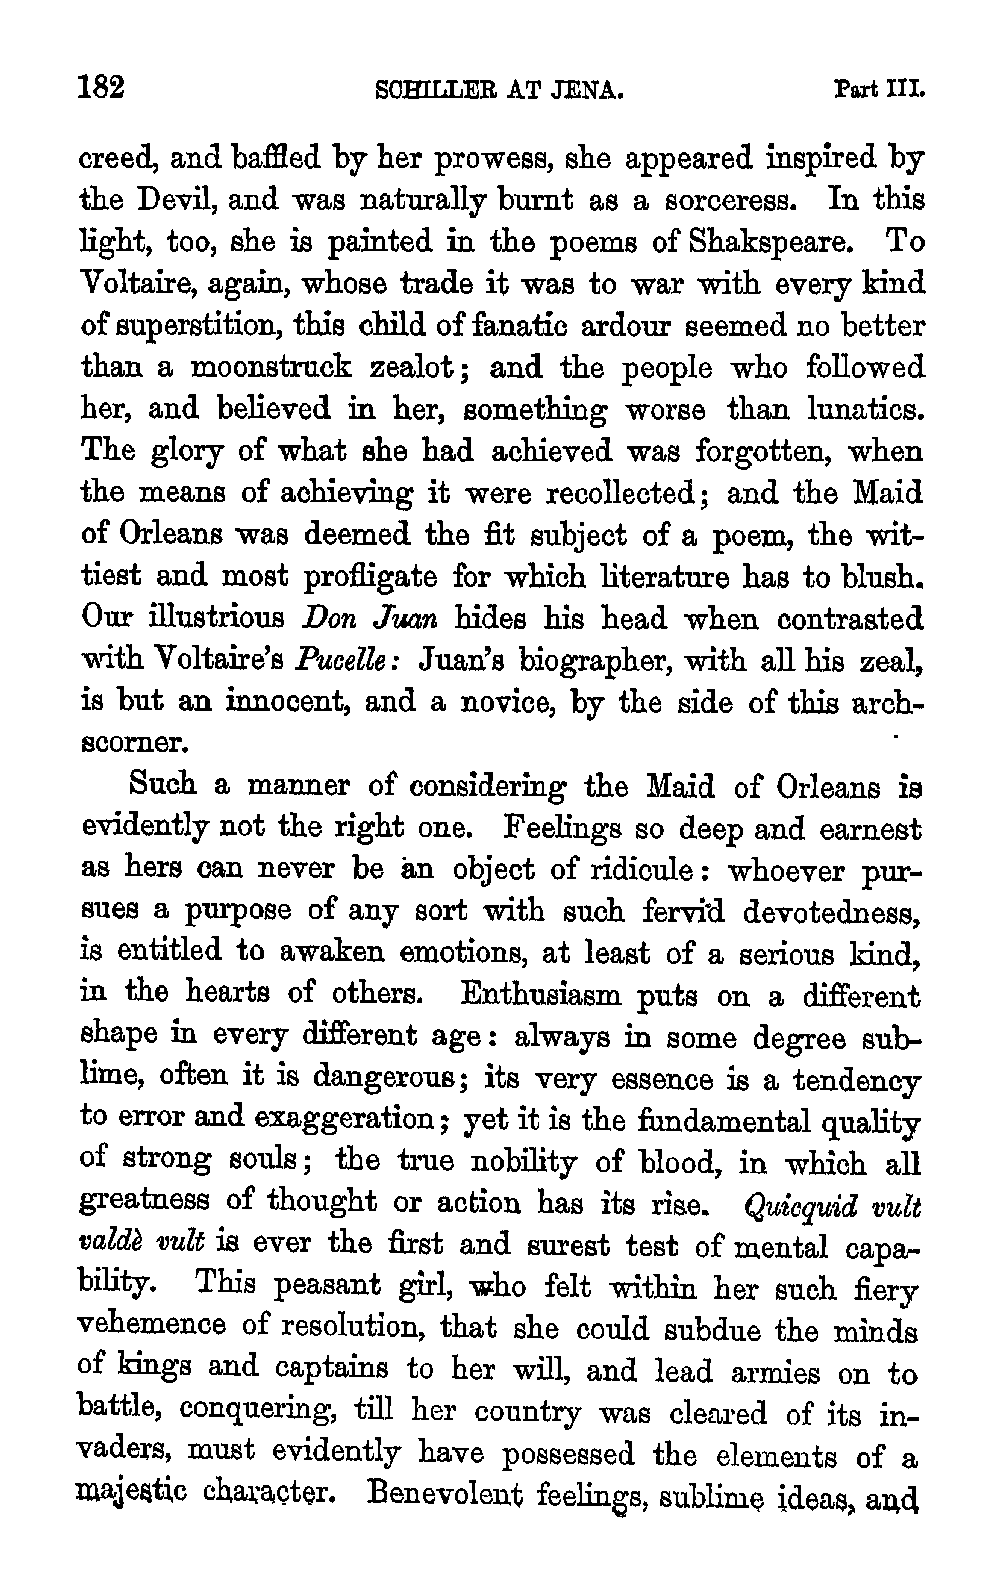 182 SCHILLER AT JENA. Part III.
creed, and baffled by her prowess, she appeared inspired by
the Devil, and was naturally burnt as a sorceress. In this
light, too, she is painted in the poems of Shakspeare. To
Voltaire, again, whose trade it was to war with every kind
of superstition, this child of fanatic ardour seemed no better
than a moonstruck zealot; and the people who followed
her, and believed in her, something worse than lunatics.
The glory of what she had achieved was forgotten, when
the means of achieving it were recollected; and the Maid
of Orleans was deemed the fit subject of a poem, the wit-
tiest and most profligate for which literature has to blush.
Our illustrious Don Juan hides his head when contrasted
with Voltaire's Pucelle: Juan's biographer, with all his zeal,
is but an innocent, and a novice, by the side of this arch-
scorner.
Such a manner of considering the Maid of Orleans is
evidently not the right one. Feelings so deep and earnest
as hers can never be an object of ridicule: whoever pur-
sues a purpose of any sort with such fervid devotedness,
is entitled to awaken emotions, at least of a serious kind,
in the hearts of others. Enthusiasm puts on a different
shape in every different age: always in some degree sub-
lime, often it is dangerous; its very essence is a tendency
to error and exaggeration; yet it is the fundamental quality
of strong souls; the true nobility of blood, in which all
greatness of thought or action has its rise. Quicquid vult
valdè vult is ever the first and surest test of mental capa-
bility. This peasant girl, who felt within her such fiery
vehemence of resolution, that she could subdue the minds
of kings and captains to her will, and lead armies on to
battle, conquering, till her country was cleared of its in-
vaders, must evidently have possessed the elements of a
majestic character. Benevolent feelings, sublime ideas, and